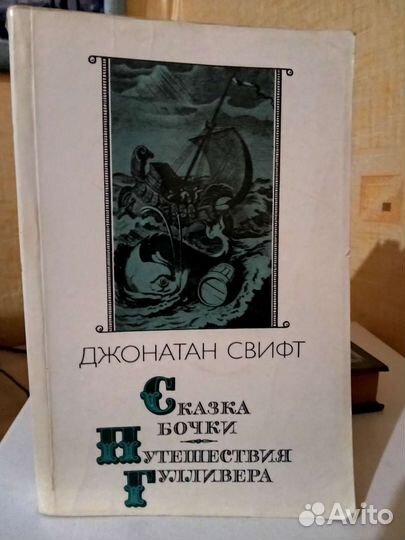 ДЖОНАТАН СВИФТ
СКАЗКА
БОЧКИ
ПУТЕШЕСТВИЯ
ГУЛЛИВЕРА
Avito